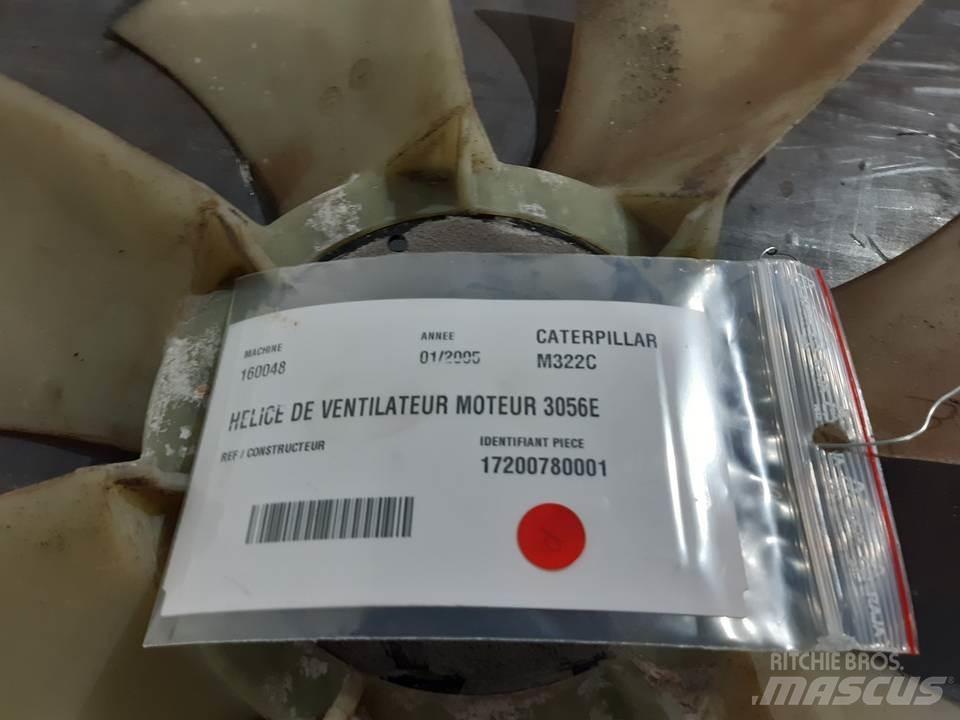 MACHINE
160048
ANNEE
01/2005
CATERPILLAR
M322C
HELICE DE VENTILATEUR MOTEUR 3056E
REF / CONSTRUCTEUR
IDENTIFIANT PIECE
17200780001
RITCHIE BROS.
MASCUS